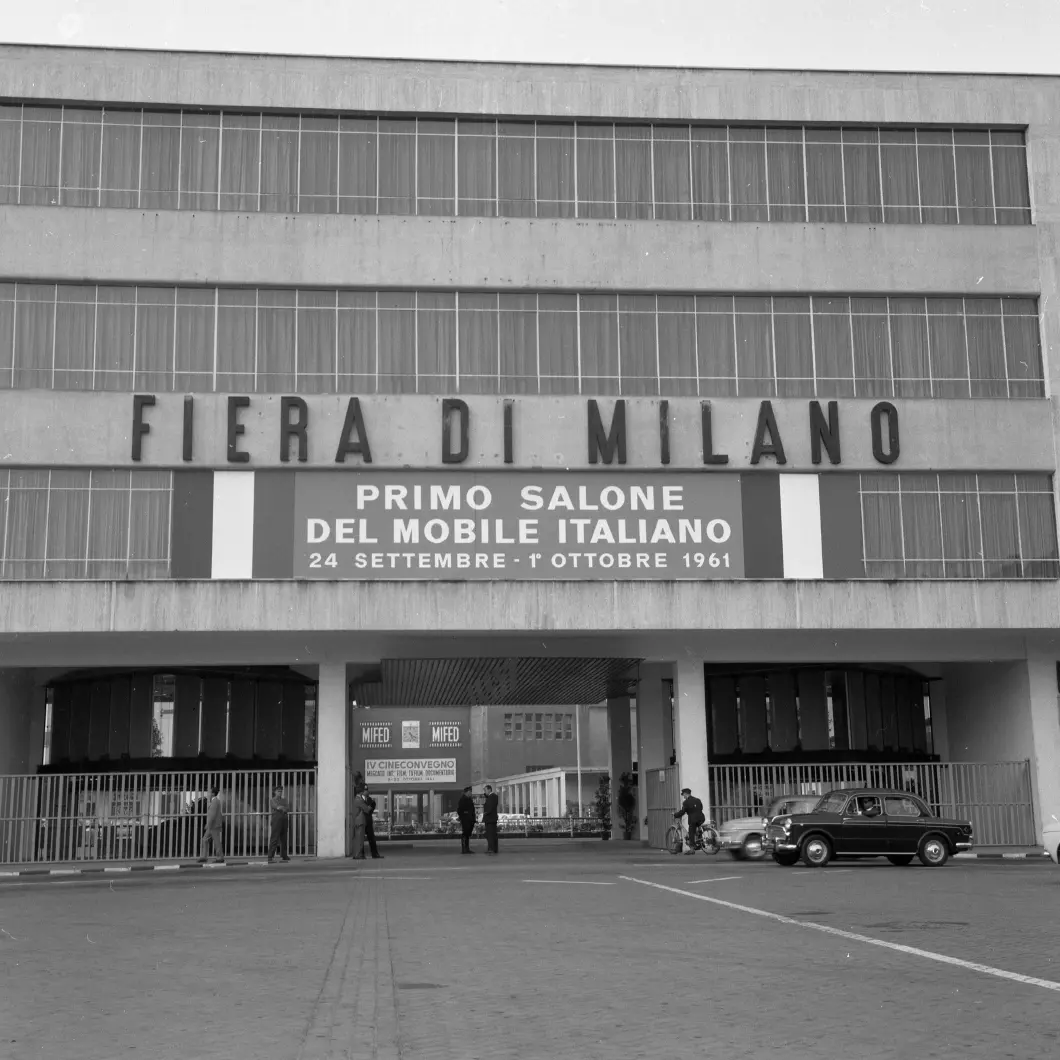 FIERA DI MILANO
PRIMO SALONE
DEL MOBILE ITALIANO
24 SETTEMBRE - 1° OTTOBRE 1961
MIFED
MIFED
IV CINECONVEGNO